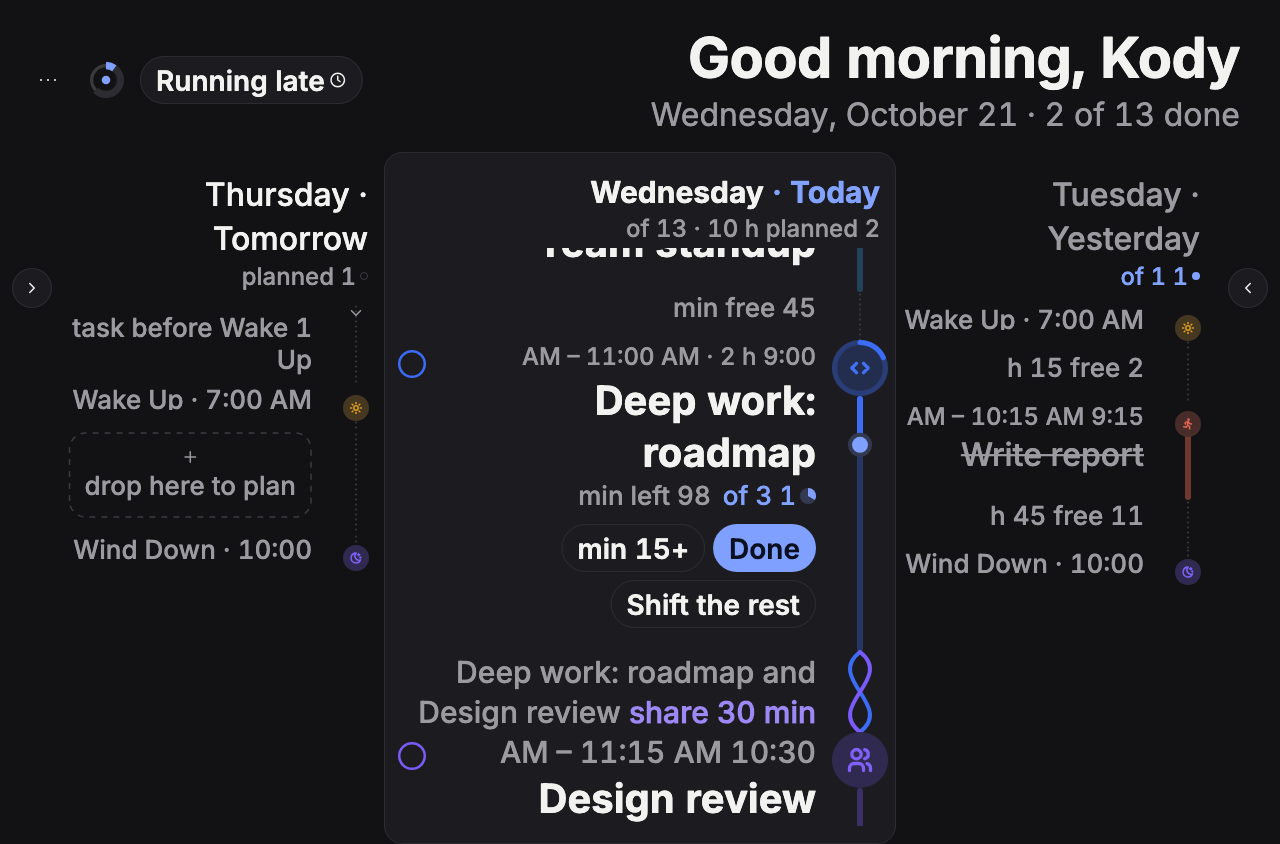 Good morning, Kody
Wednesday, October 21 · 2 of 13 done
Running late
Wednesday · Today
of 13 · 10 h planned 2
Team standup
min free 45
AM – 11:00 AM · 2 h 9:00
Deep work:
roadmap
min left 98 of 3 1
min 15+ Done
Shift the rest
Deep work: roadmap and
Design review share 30 min
AM – 11:15 AM 10:30
Design review
Tuesday ·
Yesterday
of 1 1
Wake Up · 7:00 AM
h 15 free 2
AM – 10:15 AM 9:15
Write report
h 45 free 11
Wind Down · 10:00
Thursday ·
Tomorrow
planned 1
task before Wake 1
Up
Wake Up · 7:00 AM
+
drop here to plan
Wind Down · 10:00